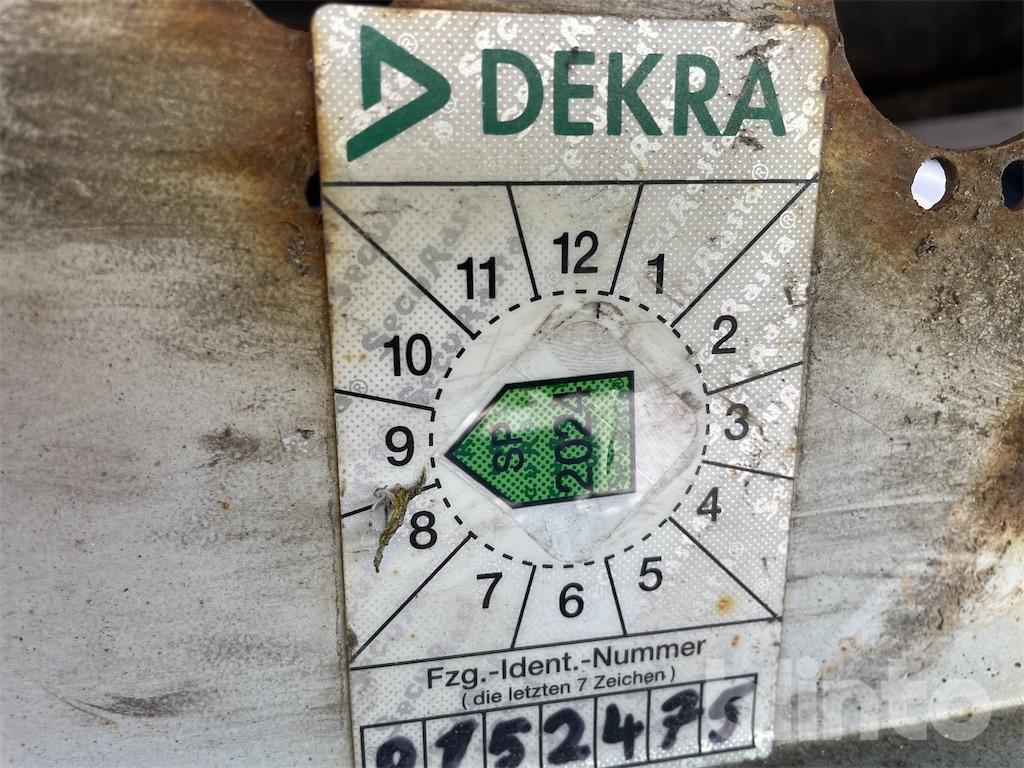 DEKRA
12
11
1
10
2
9
3
8
4
7
5
6
SP
2024
Fzg.-Ident.-Nummer
( die letzten 7 Zeichen )
0152475
klinto